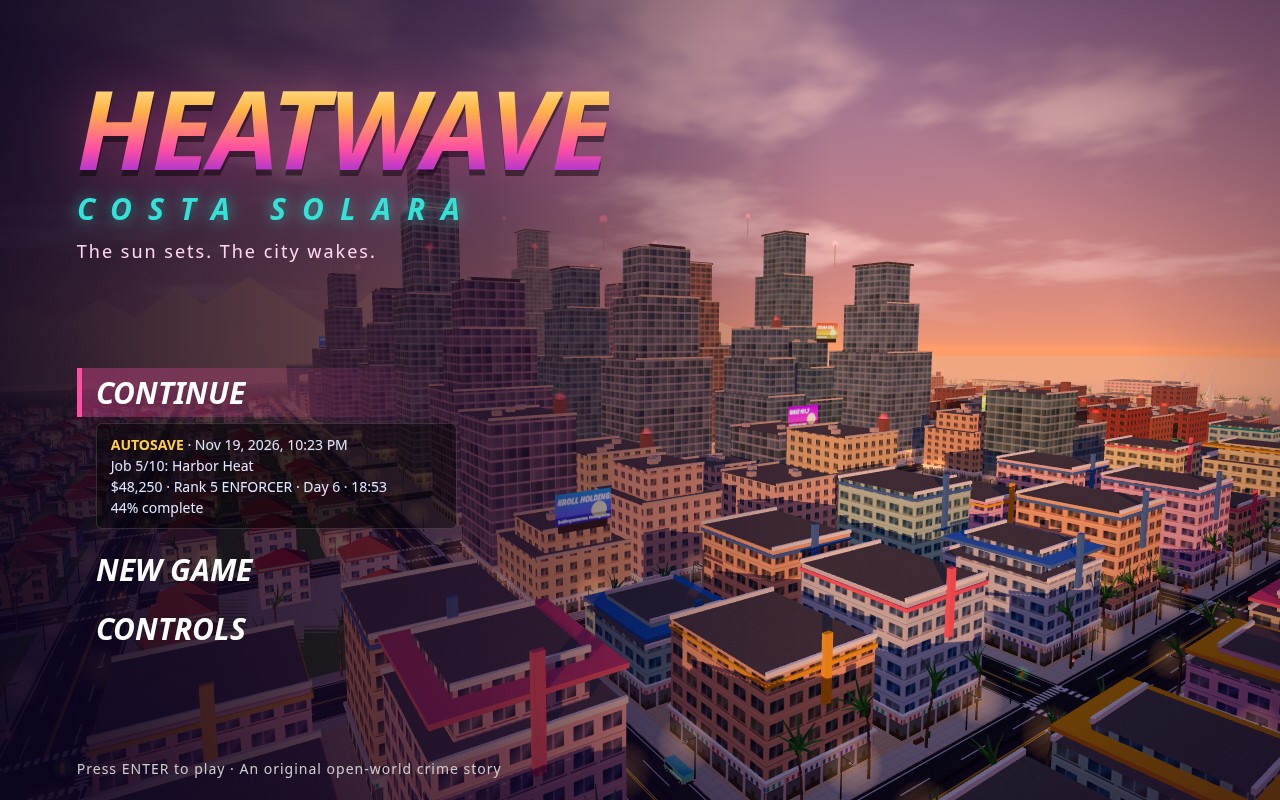 HEATWAVE
COSTA SOLARA
The sun sets. The city wakes.
CONTINUE
AUTOSAVE · Nov 19, 2026, 10:23 PM
Job 5/10: Harbor Heat
$48,250 · Rank 5 ENFORCER · Day 6 · 18:53
44% complete
KROLL HOLDING
NEW GAME
CONTROLS
Press ENTER to play · An original open-world crime story